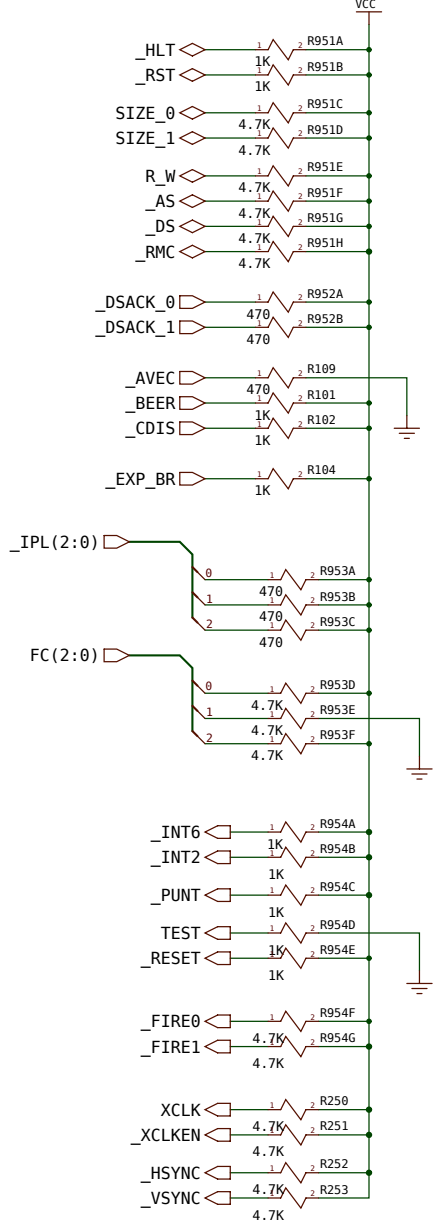 VCC
_HLT 1 2 R951A
1K
_RST 1 2 R951B
1K
SIZE_0 1 2 R951C
4.7K
SIZE_1 1 2 R951D
4.7K
R_W 1 2 R951E
4.7K
_AS 1 2 R951F
4.7K
_DS 1 2 R951G
4.7K
_RMC 1 2 R951H
4.7K
_DSACK_0 1 2 R952A
470
_DSACK_1 1 2 R952B
470
_AVEC 1 2 R109
470
_BEER 1 2 R101
1K
_CDIS 1 2 R102
1K
_EXP_BR 1 2 R104
1K
_IPL(2:0)
0 1 2 R953A
470
1 1 2 R953B
470
2 1 2 R953C
470
FC(2:0)
0 1 2 R953D
4.7K
1 1 2 R953E
4.7K
2 1 2 R953F
4.7K
_INT6 1 2 R954A
1K
_INT2 1 2 R954B
1K
_PUNT 1 2 R954C
1K
TEST 1 2 R954D
1K
_RESET 1 2 R954E
1K
_FIRE0 1 2 R954F
4.7K
_FIRE1 1 2 R954G
4.7K
XCLK 1 2 R250
4.7K
_XCLKEN 1 2 R251
4.7K
_HSYNC 1 2 R252
4.7K
_VSYNC 1 2 R253
4.7K